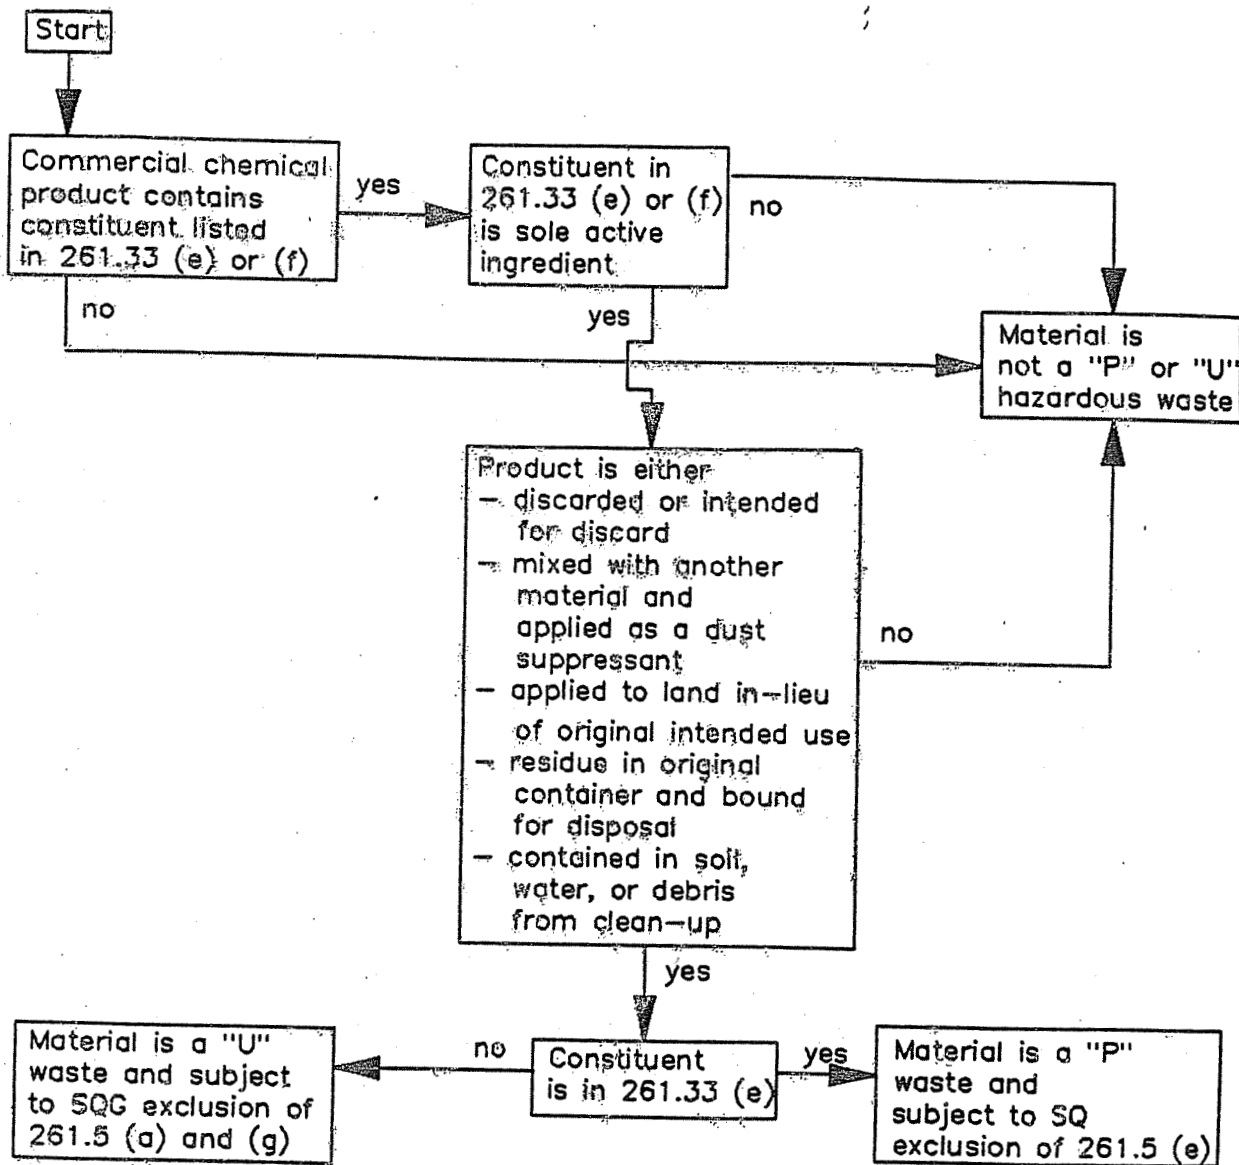 Start
Commercial chemical
product contains
constituent listed
in 261.33 (e) or (f)
yes
Constituent in
261.33 (e) or (f)
is sole active
ingredient
no
no
yes
Material is
not a "P" or "U"
hazardous waste
Product is either
- discarded or intended
for discard
- mixed with another
material and
applied as a dust
suppressant
- applied to land in-lieu
of original intended use
- residue in original
container and bound
for disposal
- contained in soil,
water, or debris
from clean-up
no
yes
Material is a "U"
waste and subject
to SQG exclusion of
261.5 (a) and (g)
no
Constituent
is in 261.33 (e)
yes
Material is a "P"
waste and
subject to SQ
exclusion of 261.5 (e)